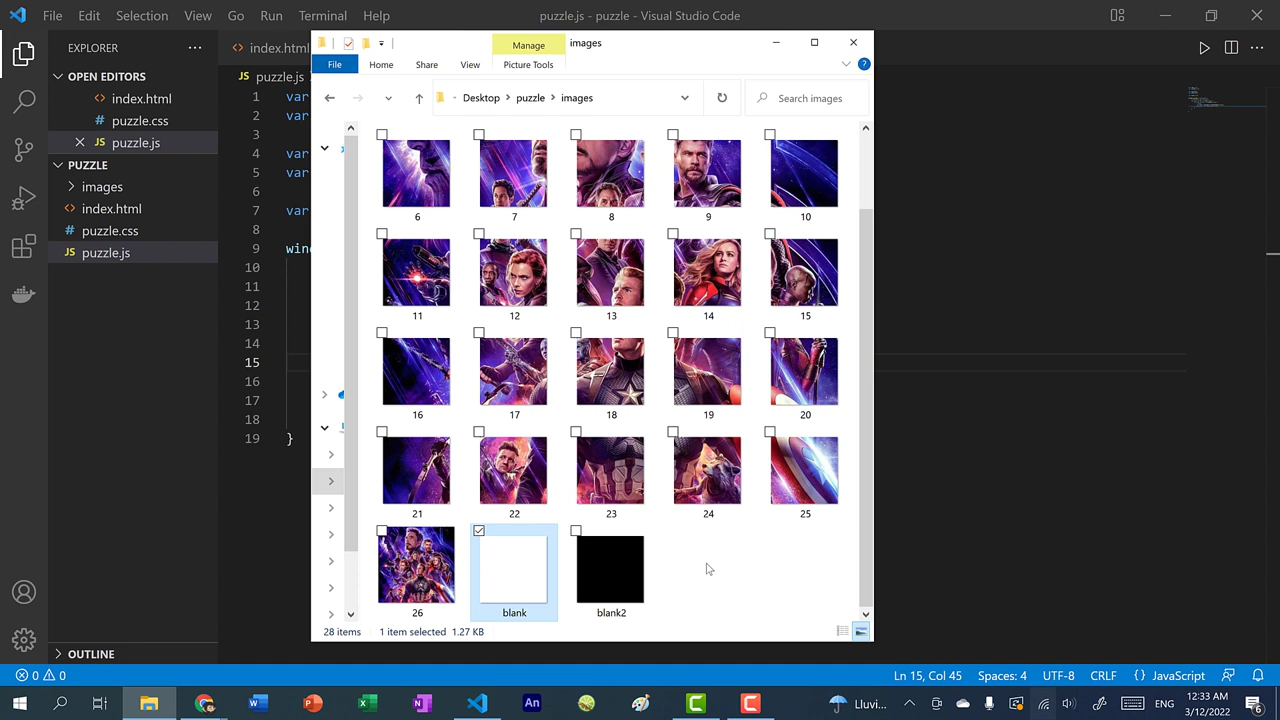 File Edit Selection View Go Run Terminal Help puzzle.js - puzzle - Visual Studio Code
EXPLORER
OPEN EDITORS
index.html
puzzle.css
JS puzzle.js
PUZZLE
images
index.html
puzzle.css
JS puzzle.js
OUTLINE
index.html
JS puzzle.js
1 var
2 var
3
4 var
5 var
6
7 var
8
9 win
10
11
12
13
14
15
16
17
18
19 }
Manage images
File Home Share View Picture Tools
Desktop puzzle images Search images
6 7 8 9 10
11 12 13 14 15
16 17 18 19 20
21 22 23 24 25
26 blank blank2
28 items 1 item selected 1.27 KB
0 0 Ln 15, Col 45 Spaces: 4 UTF-8 CRLF {} JavaScript
An C C Lluvi... ENG 12:33 AM
3/12/2022 6